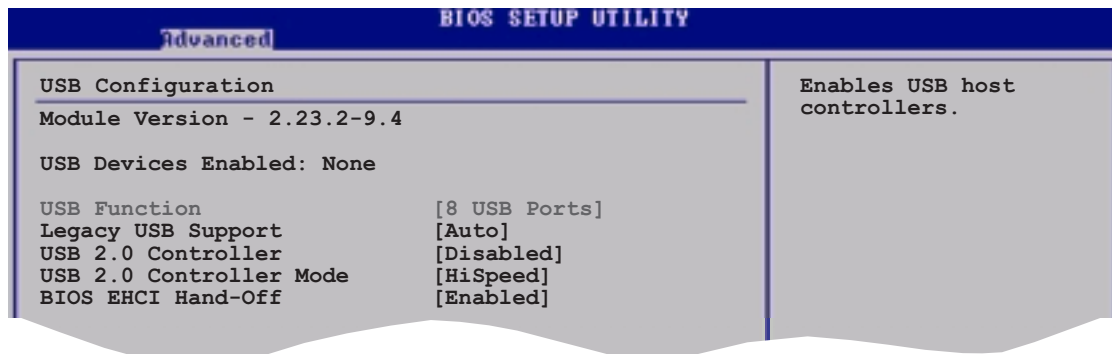 BIOS SETUP UTILITY
Advanced
USB Configuration
Module Version - 2.23.2-9.4
USB Devices Enabled: None
USB Function [8 USB Ports]
Legacy USB Support [Auto]
USB 2.0 Controller [Disabled]
USB 2.0 Controller Mode [HiSpeed]
BIOS EHCI Hand-Off [Enabled]
Enables USB host
controllers.